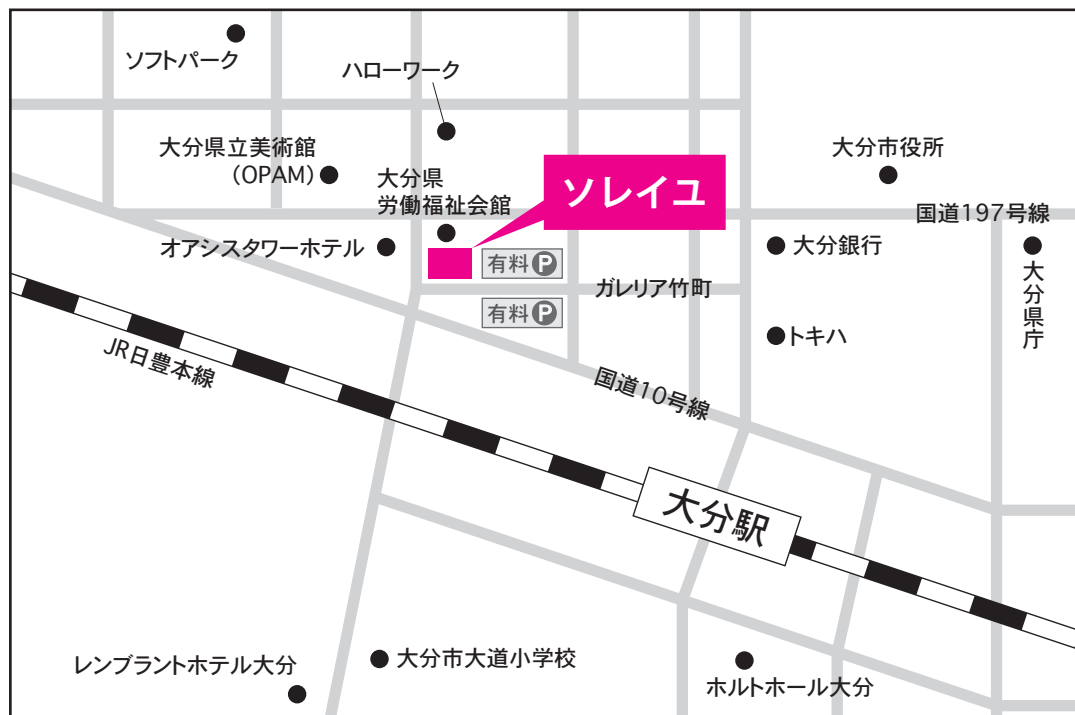 ソフトパーク
ハローワーク
大分県立美術館
(OPAM)
大分県
労働福祉会館
ソレイユ
大分市役所
国道197号線
オアシスタワーホテル
有料P
大分銀行
大分県庁
ガレリア竹町
有料P
トキハ
JR日豊本線
国道10号線
大分駅
レンブラントホテル大分
大分市大道小学校
ホルトホール大分